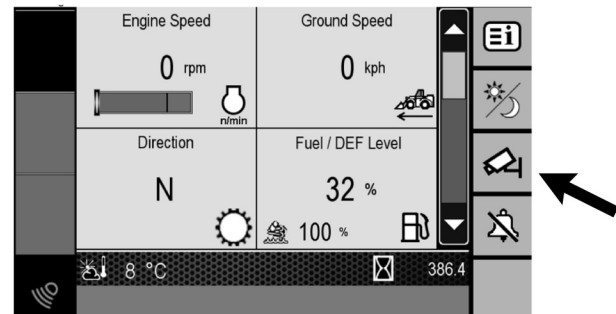 Engine Speed
Ground Speed
0 rpm
0 kph
n/min
Direction
Fuel / DEF Level
N
32 %
100 %
8 °C
386.4
i